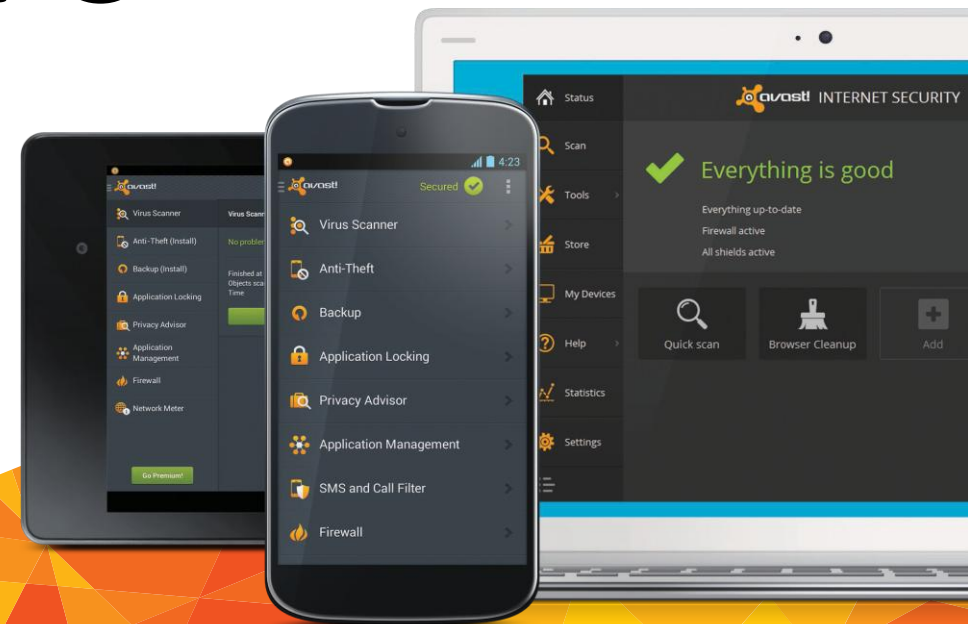 avast!
Virus Scanner
Anti-Theft (Install)
Backup (Install)
Application Locking
Privacy Advisor
Application
Management
Firewall
Network Meter
Go Premium!
Virus Scann
No problem
Finished at
Objects sca
Time
4:23
avast!
Secured
Virus Scanner
Anti-Theft
Backup
Application Locking
Privacy Advisor
Application Management
SMS and Call Filter
Firewall
Status
Scan
Tools
Store
My Devices
Help
Statistics
Settings
avast! INTERNET SECURITY
Everything is good
Everything up-to-date
Firewall active
All shields active
Quick scan
Browser Cleanup
Add